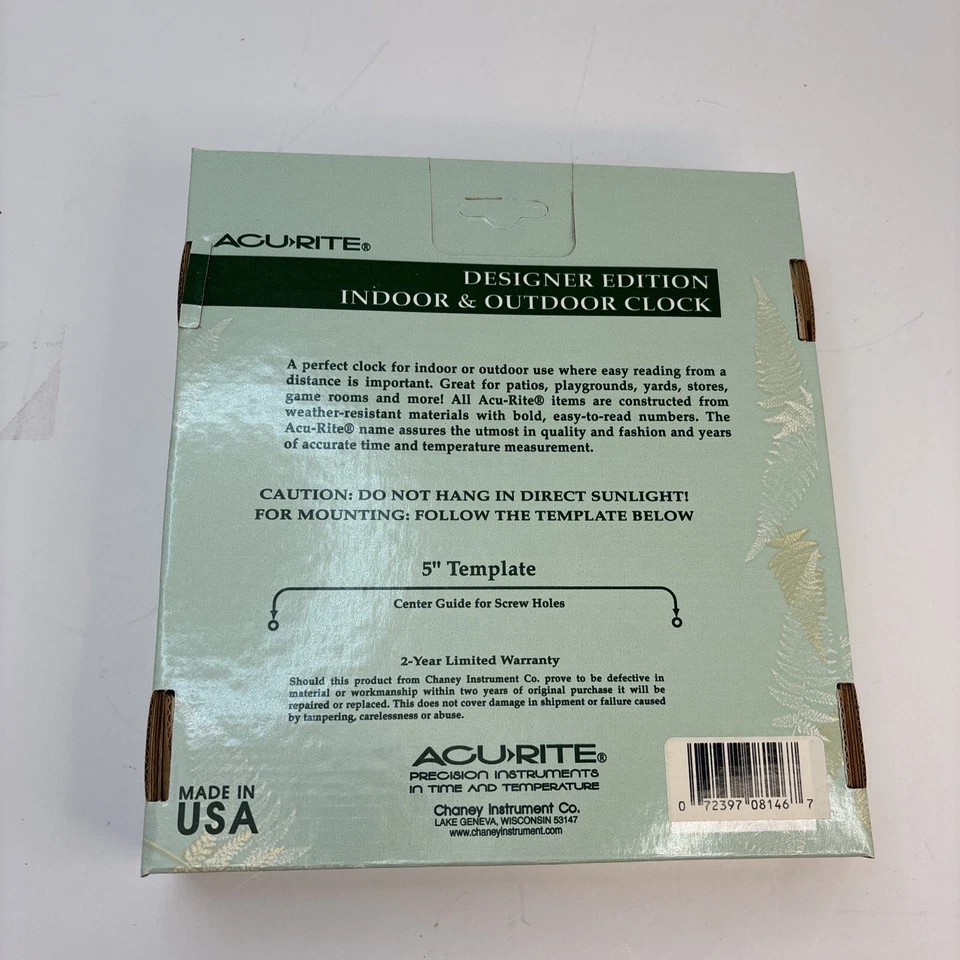 ACU>RITE®
DESIGNER EDITION
INDOOR & OUTDOOR CLOCK
A perfect clock for indoor or outdoor use where easy reading from a
distance is important. Great for patios, playgrounds, yards, stores,
game rooms and more! All Acu-Rite® items are constructed from
weather-resistant materials with bold, easy-to-read numbers. The
Acu-Rite® name assures the utmost in quality and fashion and years
of accurate time and temperature measurement.
CAUTION: DO NOT HANG IN DIRECT SUNLIGHT!
FOR MOUNTING: FOLLOW THE TEMPLATE BELOW
5" Template
Center Guide for Screw Holes
2-Year Limited Warranty
Should this product from Chaney Instrument Co. prove to be defective in
material or workmanship within two years of original purchase it will be
repaired or replaced. This does not cover damage in shipment or failure caused
by tampering, carelessness or abuse.
ACU>RITE®
PRECISION INSTRUMENTS
IN TIME AND TEMPERATURE
Chaney Instrument Co.
LAKE GENEVA, WISCONSIN 53147
www.chaneyinstrument.com
MADE IN
USA
0 72397 08146 7